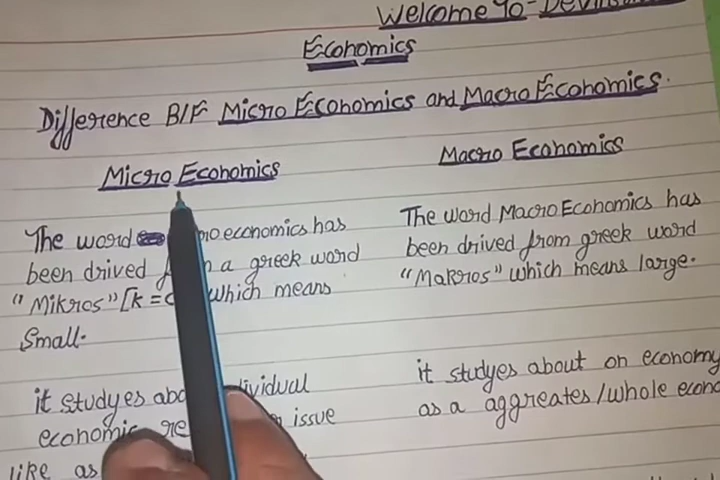 Welcome To-
Economics
Difference B/F Micro Economics and Macro Economics.
Micro Economics
The word economics has
been drived a greek word
"Mikros" [k = which means
Small.
it studyes
economic issue
like as
Macro Economics
The word Macro Economics has
been drived from greek word
"Makros" which means large.
it studyes about on economy
as a aggreates/whole